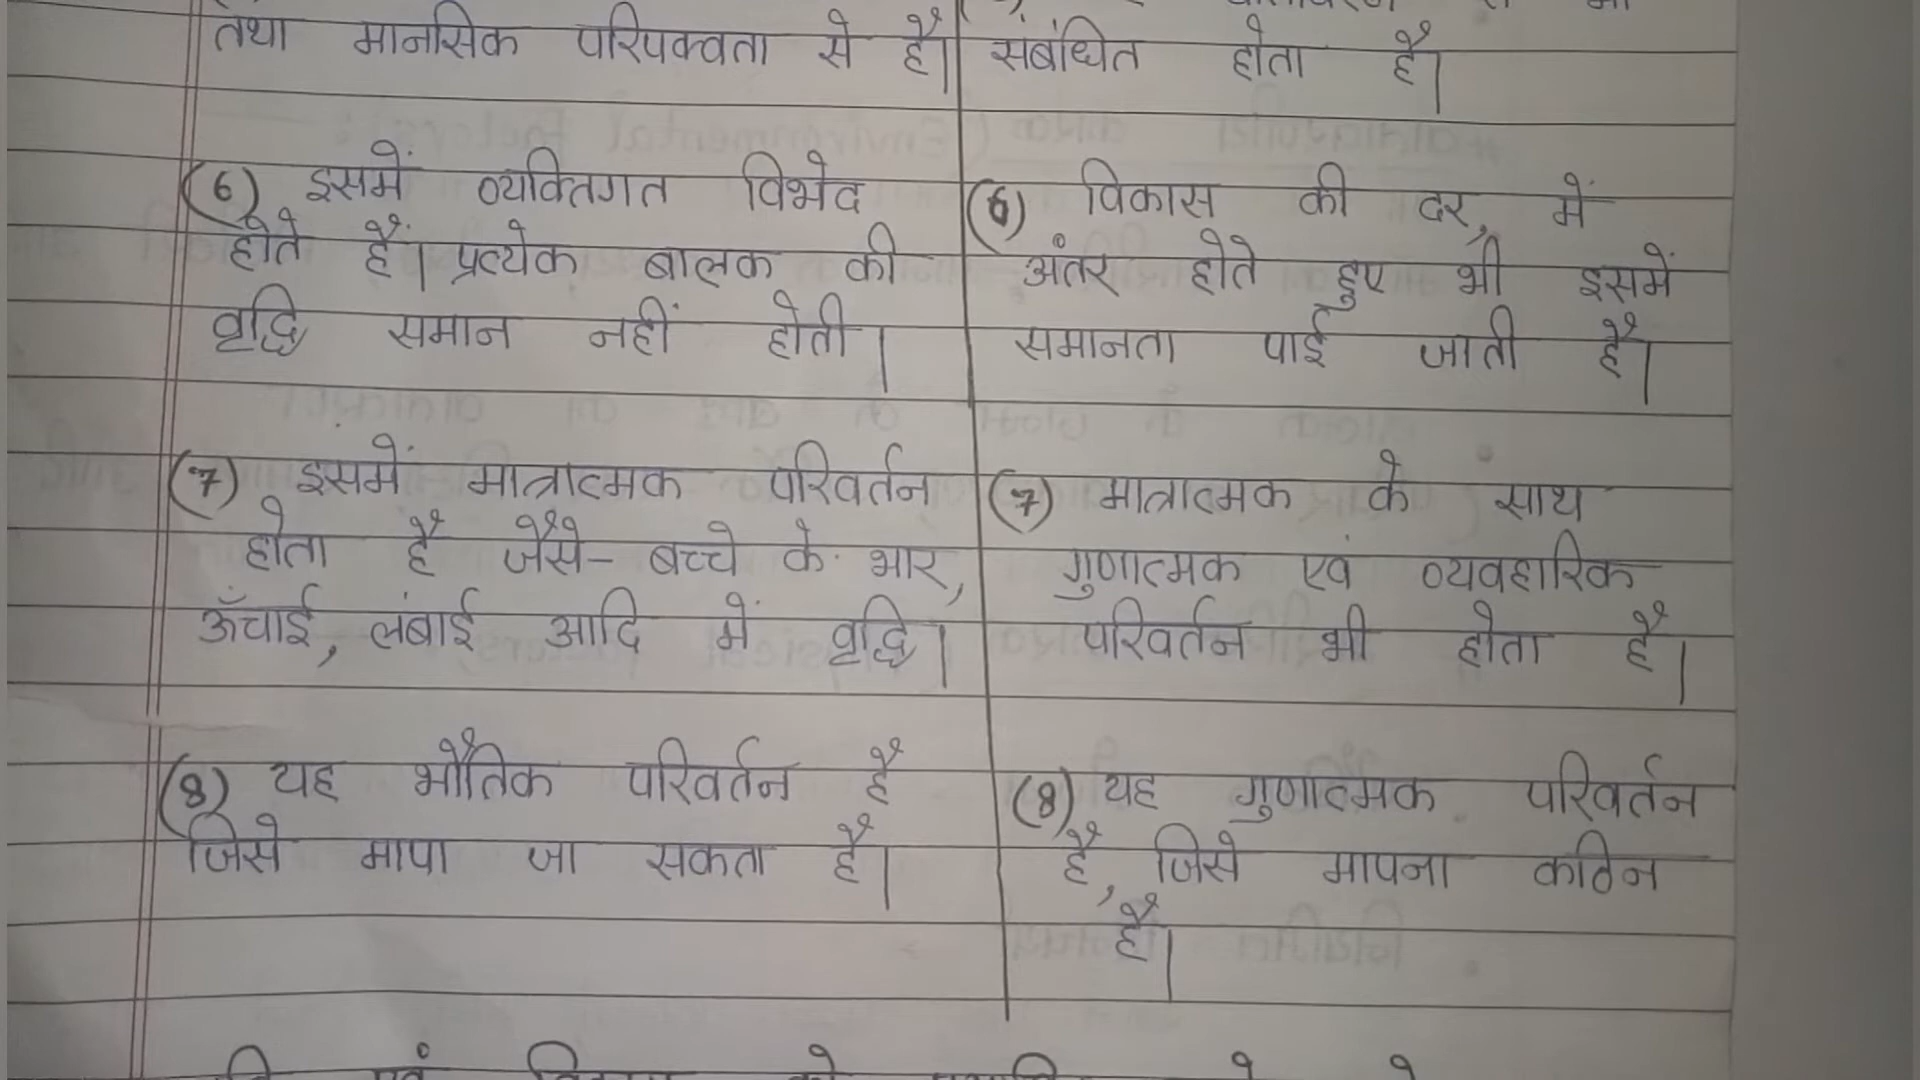 तथा मानसिक परिपक्वता से है।
संबंधित होता है।
(6) इसमें व्यक्तिगत विभेद
होते हैं। प्रत्येक बालक की
वृद्धि समान नहीं होती।
(6) विकास की दर, में
अंतर होते हुए भी इसमें
समानता पाई जाती है।
(7) इसमें मात्रात्मक परिवर्तन
होता है जैसे- बच्चे के भार,
ऊँचाई, लंबाई आदि में वृद्धि।
(7) मात्रात्मक के साथ
गुणात्मक एवं व्यवहारिक
परिवर्तन भी होता है।
(8) यह भौतिक परिवर्तन है
जिसे मापा जा सकता है।
(8) यह गुणात्मक परिवर्तन
है, जिसे मापना कठिन
है।